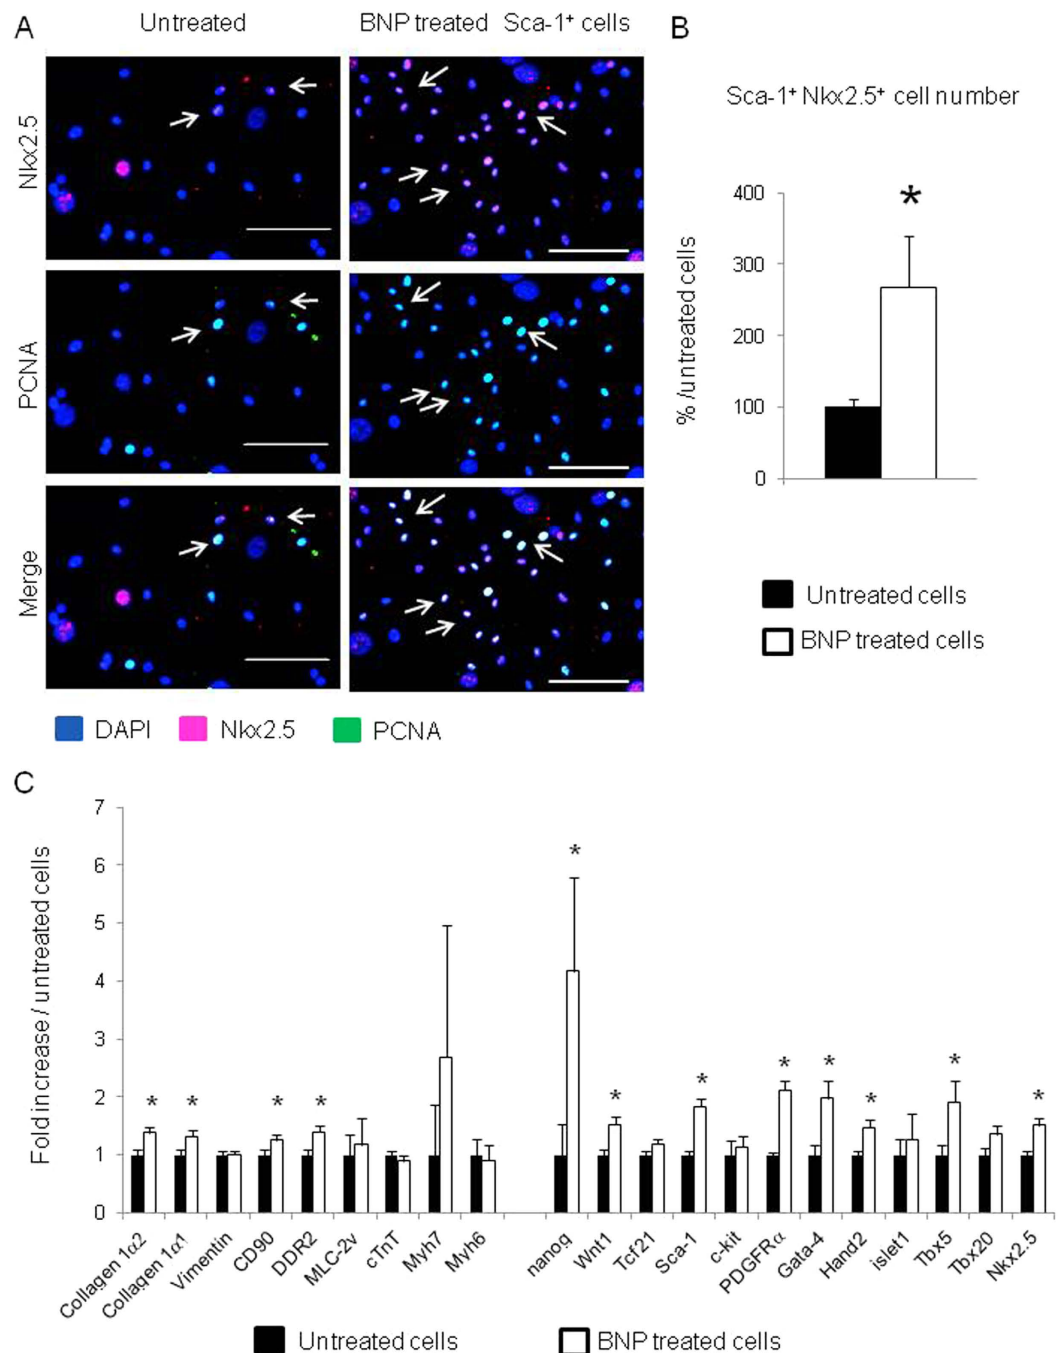 A
Untreated
BNP treated Sca-1⁺ cells
Nkx2.5
PCNA
Merge
DAPI Nkx2.5 PCNA
B
Sca-1⁺ Nkx2.5⁺ cell number
% /untreated cells
400
300
200
100
0
*
Untreated cells
BNP treated cells
C
Fold increase / untreated cells
7
6
5
4
3
2
1
0
* * * * * * * * * * * *
Collagen 1α2
Collagen 1α1
Vimentin
CD90
DDR2
MLC-2v
cTnT
Myh7
Myh6
nanog
Wnt1
Tcf21
Sca-1
c-kit
PDGFRα
Gata-4
Hand2
islet1
Tbx5
Tbx20
Nkx2.5
Untreated cells BNP treated cells